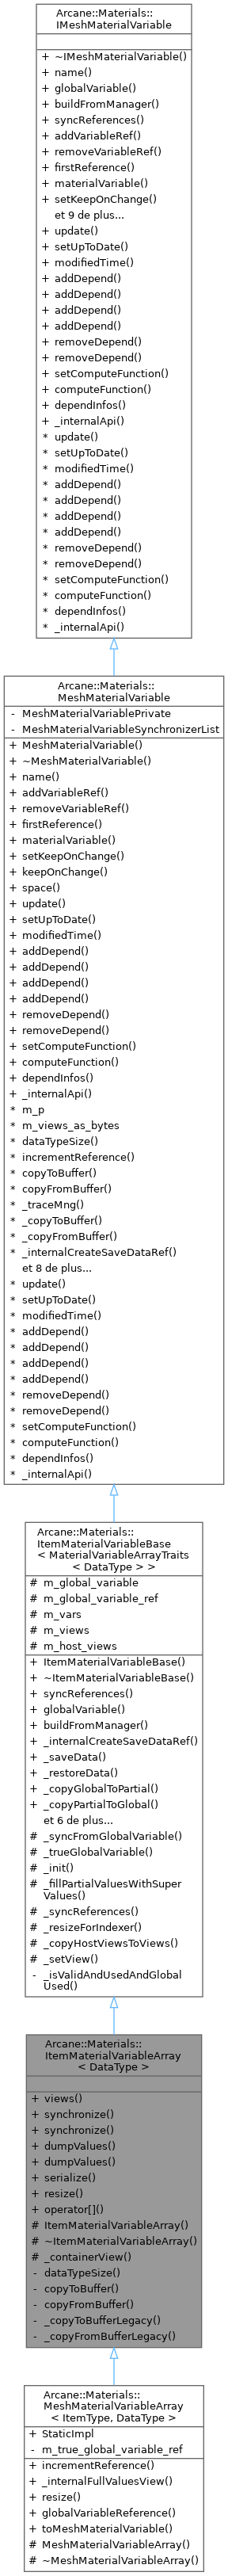 Arcane::Materials::
IMeshMaterialVariable
+ ~IMeshMaterialVariable()
+ name()
+ globalVariable()
+ buildFromManager()
+ syncReferences()
+ addVariableRef()
+ removeVariableRef()
+ firstReference()
+ materialVariable()
+ setKeepOnChange()
et 9 de plus...
+ update()
+ setUpToDate()
+ modifiedTime()
+ addDepend()
+ addDepend()
+ addDepend()
+ addDepend()
+ removeDepend()
+ removeDepend()
+ setComputeFunction()
+ computeFunction()
+ dependInfos()
+ _internalApi()
* update()
* setUpToDate()
* modifiedTime()
* addDepend()
* addDepend()
* addDepend()
* addDepend()
* removeDepend()
* removeDepend()
* setComputeFunction()
* computeFunction()
* dependInfos()
* _internalApi()
Arcane::Materials::
MeshMaterialVariable
- MeshMaterialVariablePrivate
- MeshMaterialVariableSynchronizerList
+ MeshMaterialVariable()
+ ~MeshMaterialVariable()
+ name()
+ addVariableRef()
+ removeVariableRef()
+ firstReference()
+ materialVariable()
+ setKeepOnChange()
+ keepOnChange()
+ space()
+ update()
+ setUpToDate()
+ modifiedTime()
+ addDepend()
+ addDepend()
+ addDepend()
+ addDepend()
+ removeDepend()
+ removeDepend()
+ setComputeFunction()
+ computeFunction()
+ dependInfos()
+ _internalApi()
* m_p
* m_views_as_bytes
* dataTypeSize()
* incrementReference()
* copyToBuffer()
* copyFromBuffer()
* _traceMng()
* _copyToBuffer()
* _copyFromBuffer()
* _internalCreateSaveDataRef()
et 8 de plus...
* update()
* setUpToDate()
* modifiedTime()
* addDepend()
* addDepend()
* addDepend()
* addDepend()
* removeDepend()
* removeDepend()
* setComputeFunction()
* computeFunction()
* dependInfos()
* _internalApi()
Arcane::Materials::
ItemMaterialVariableBase
< MaterialVariableArrayTraits
< DataType > >
# m_global_variable
# m_global_variable_ref
# m_vars
# m_views
# m_host_views
+ ItemMaterialVariableBase()
+ ~ItemMaterialVariableBase()
+ syncReferences()
+ globalVariable()
+ buildFromManager()
+ _internalCreateSaveDataRef()
+ _saveData()
+ _restoreData()
+ _copyGlobalToPartial()
+ _copyPartialToGlobal()
et 6 de plus...
# _syncFromGlobalVariable()
# _trueGlobalVariable()
# _init()
# _fillPartialValuesWithSuper
Values()
# _syncReferences()
# _resizeForIndexer()
# _copyHostViewsToViews()
# _setView()
- _isValidAndUsedAndGlobal
Used()
Arcane::Materials::
ItemMaterialVariableArray
< DataType >
+ views()
+ synchronize()
+ synchronize()
+ dumpValues()
+ dumpValues()
+ serialize()
+ resize()
+ operator[]()
# ItemMaterialVariableArray()
# ~ItemMaterialVariableArray()
# _containerView()
- dataTypeSize()
- copyToBuffer()
- copyFromBuffer()
- _copyToBufferLegacy()
- _copyFromBufferLegacy()
Arcane::Materials::
MeshMaterialVariableArray
< ItemType, DataType >
+ StaticImpl
- m_true_global_variable_ref
+ incrementReference()
+ _internalFullValuesView()
+ resize()
+ globalVariableReference()
+ toMeshMaterialVariable()
# MeshMaterialVariableArray()
# ~MeshMaterialVariableArray()